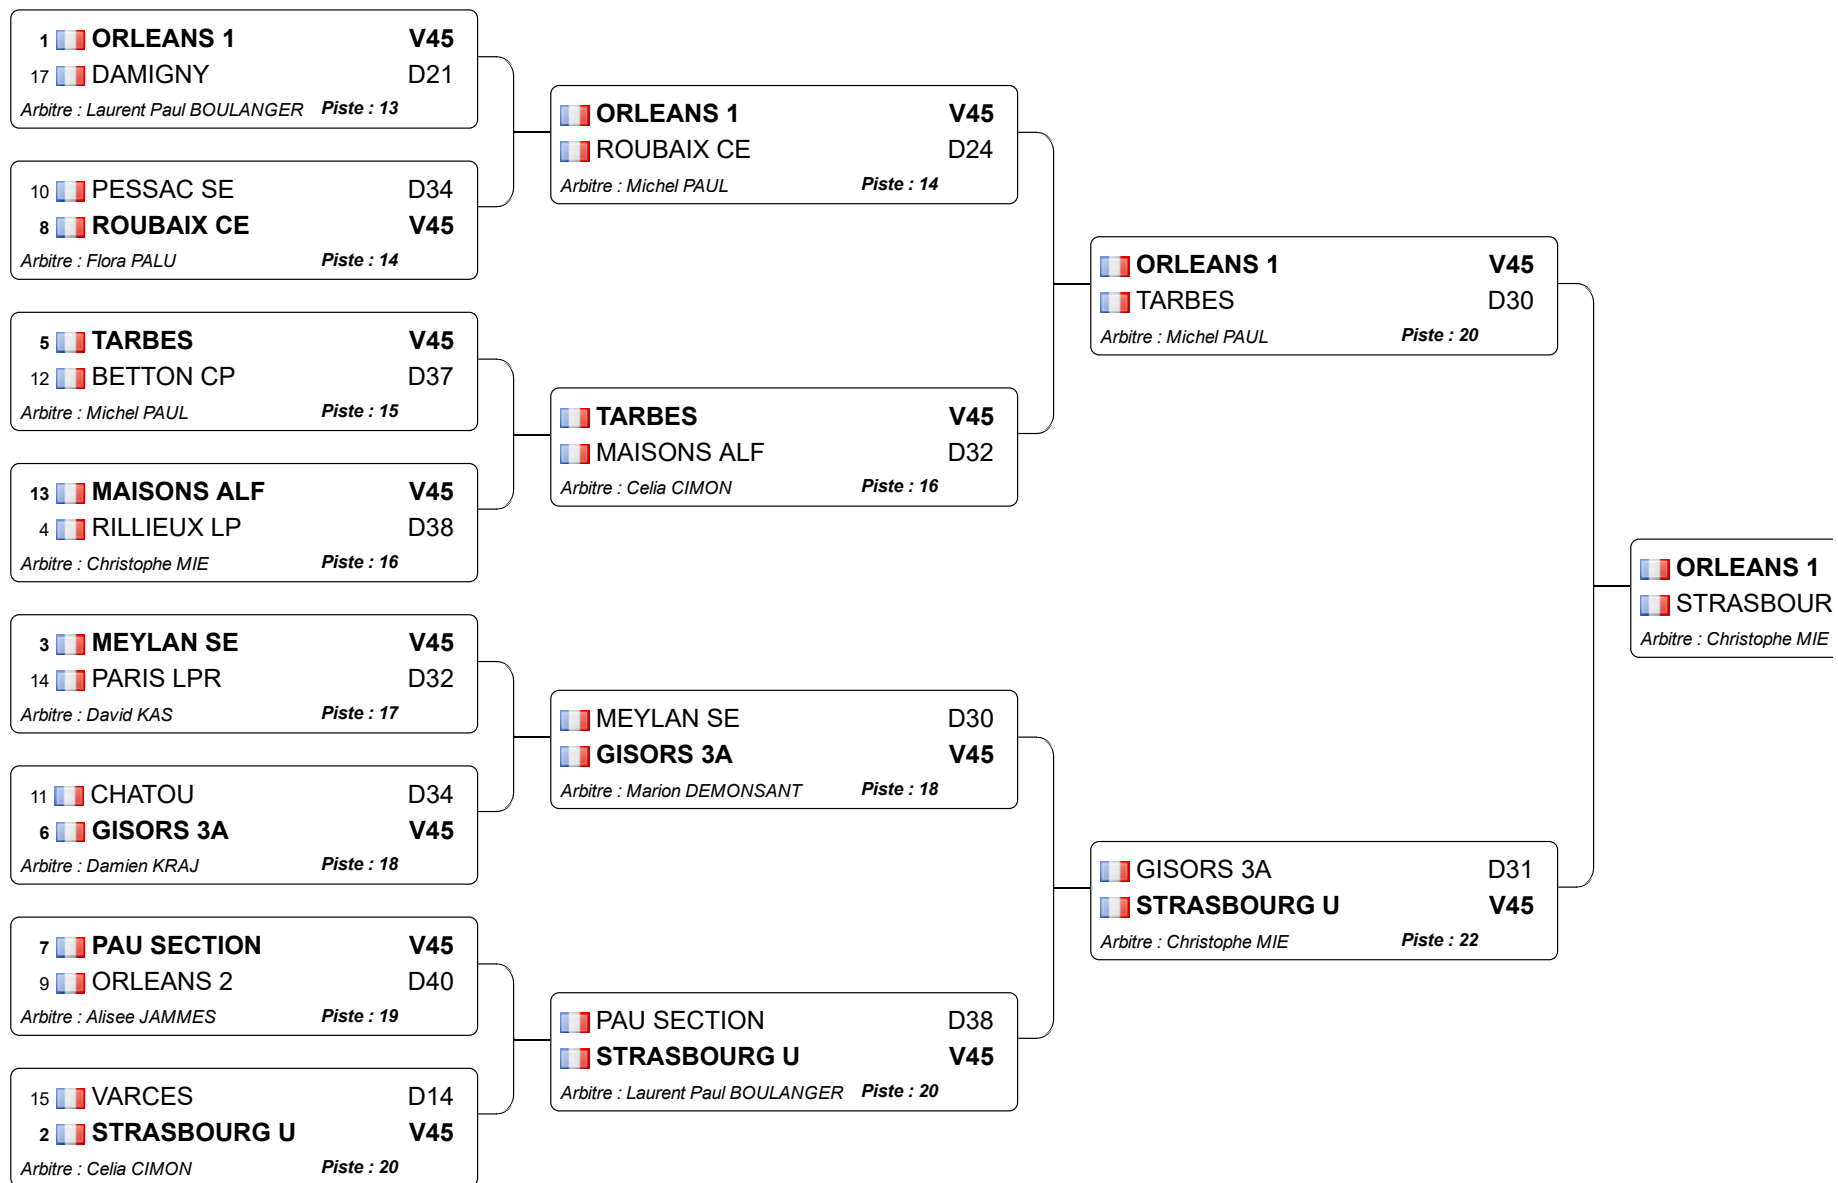 1 ORLEANS 1 V45
17 DAMIGNY D21
Arbitre : Laurent Paul BOULANGER Piste : 13
10 PESSAC SE D34
8 ROUBAIX CE V45
Arbitre : Flora PALU Piste : 14
5 TARBES V45
12 BETTON CP D37
Arbitre : Michel PAUL Piste : 15
13 MAISONS ALF V45
4 RILLIEUX LP D38
Arbitre : Christophe MIE Piste : 16
3 MEYLAN SE V45
14 PARIS LPR D32
Arbitre : David KAS Piste : 17
11 CHATOU D34
6 GISORS 3A V45
Arbitre : Damien KRAJ Piste : 18
7 PAU SECTION V45
9 ORLEANS 2 D40
Arbitre : Alisee JAMMES Piste : 19
15 VARCES D14
2 STRASBOURG U V45
Arbitre : Celia CIMON Piste : 20
ORLEANS 1 V45
ROUBAIX CE D24
Arbitre : Michel PAUL Piste : 14
TARBES V45
MAISONS ALF D32
Arbitre : Celia CIMON Piste : 16
MEYLAN SE D30
GISORS 3A V45
Arbitre : Marion DEMONSANT Piste : 18
PAU SECTION D38
STRASBOURG U V45
Arbitre : Laurent Paul BOULANGER Piste : 20
ORLEANS 1 V45
TARBES D30
Arbitre : Michel PAUL Piste : 20
GISORS 3A D31
STRASBOURG U V45
Arbitre : Christophe MIE Piste : 22
ORLEANS 1
STRASBOUR
Arbitre : Christophe MIE